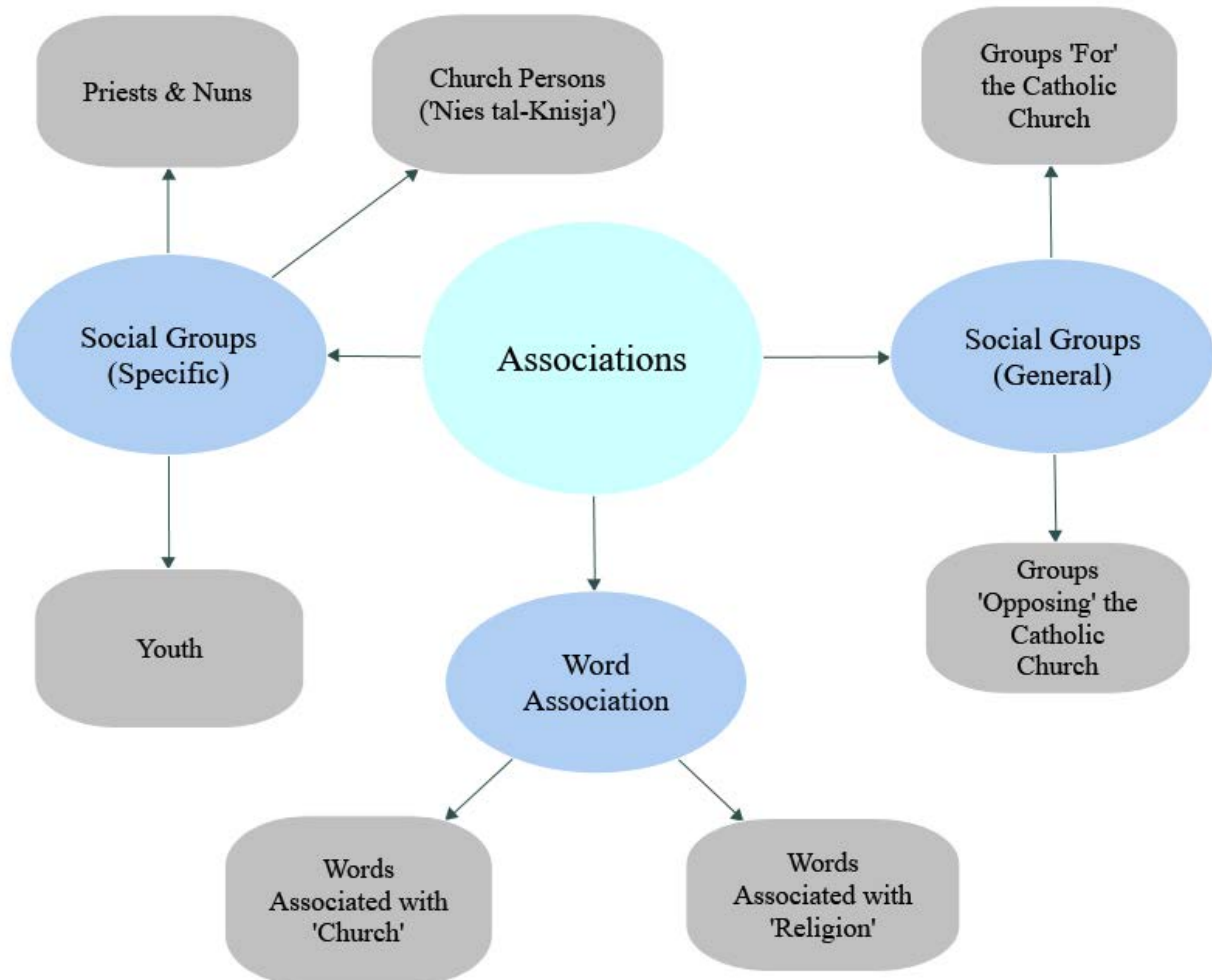 Priests & Nuns
Church Persons
('Nies tal-Knisja')
Groups 'For'
the Catholic
Church
Social Groups
(Specific)
Associations
Social Groups
(General)
Youth
Word
Association
Groups
'Opposing' the
Catholic
Church
Words
Associated with
'Church'
Words
Associated with
'Religion'